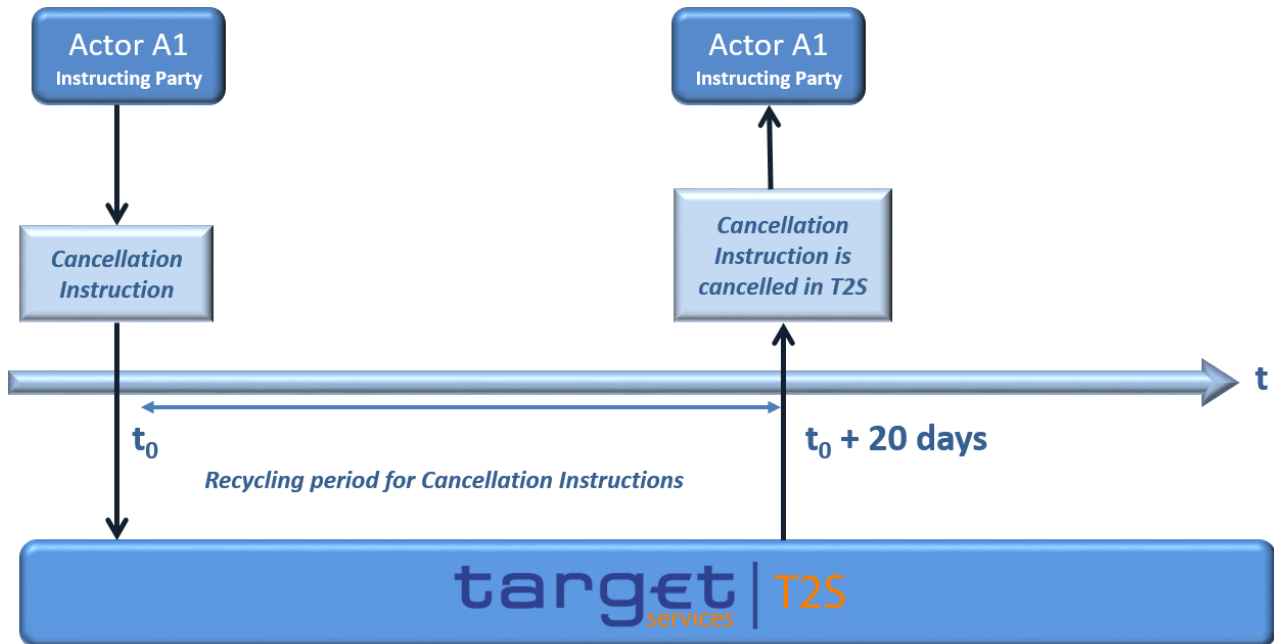 Actor A1
Instructing Party
Actor A1
Instructing Party
Cancellation
Instruction
Cancellation
Instruction is
cancelled in T2S
t
t₀
t₀ + 20 days
Recycling period for Cancellation Instructions
target
services
T2S